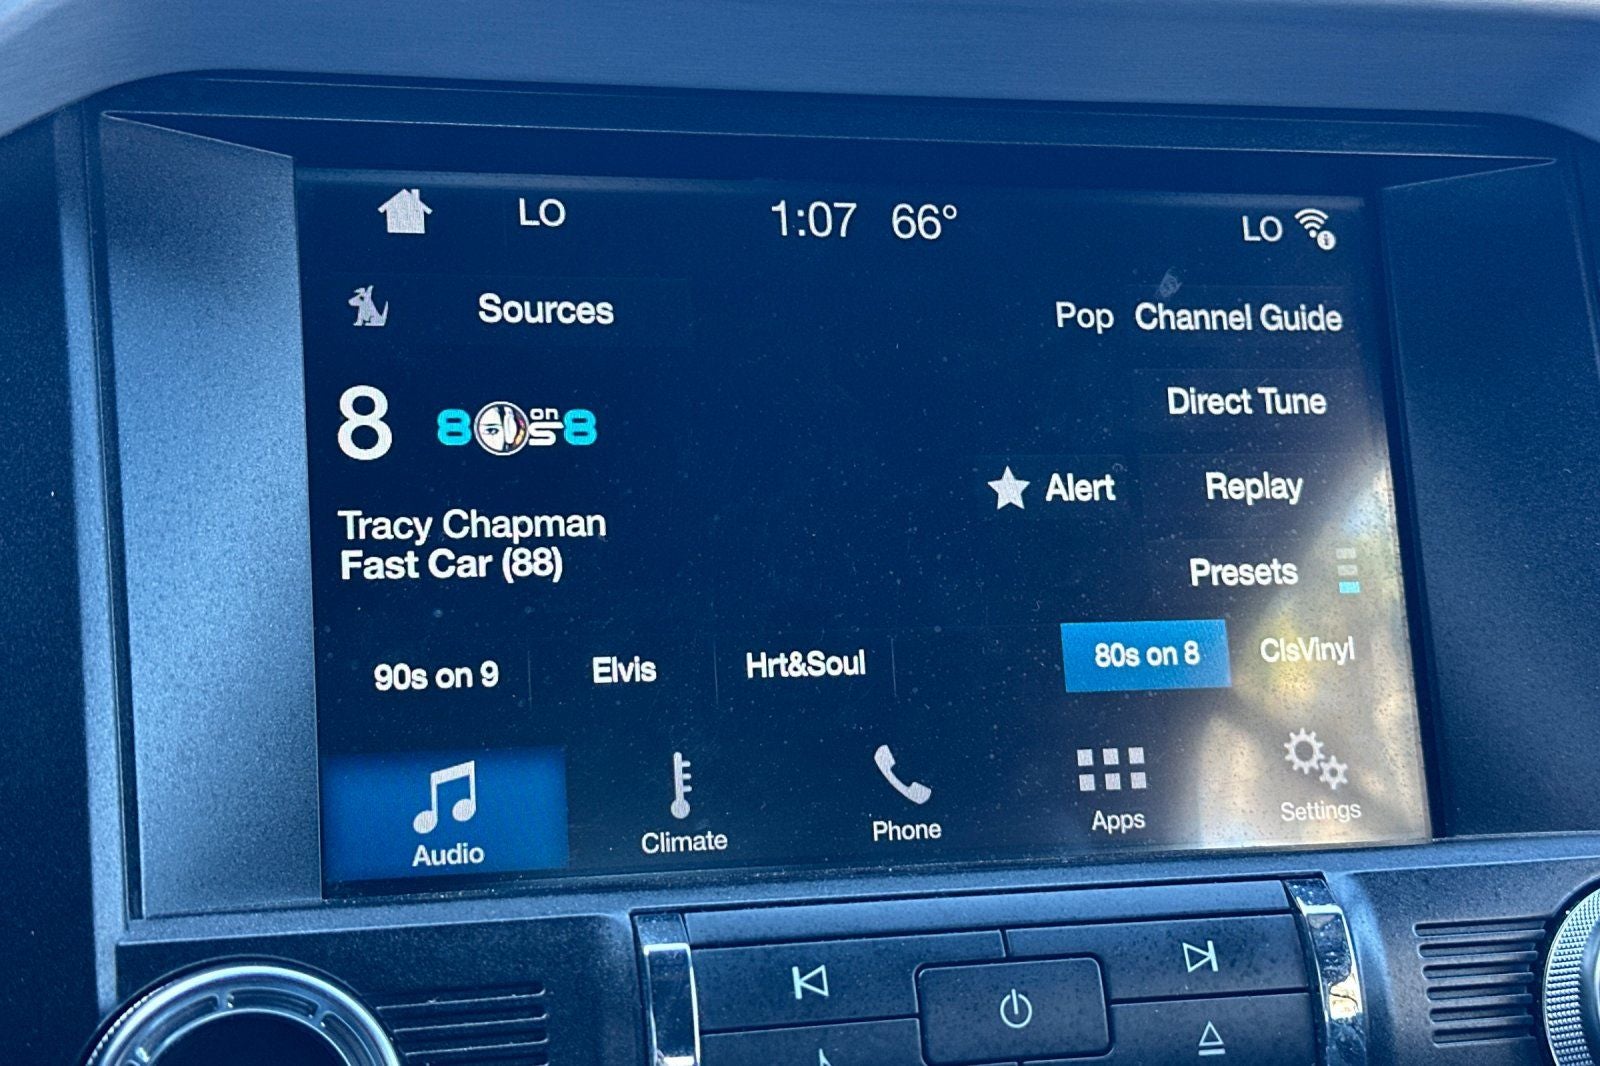 LO 1:07 66° LO
Sources Pop Channel Guide
8 80s on 8
Direct Tune
Alert Replay
Tracy Chapman
Fast Car (88)
Presets
90s on 9 Elvis Hrt&Soul 80s on 8 ClsVinyl
Audio Climate Phone Apps Settings